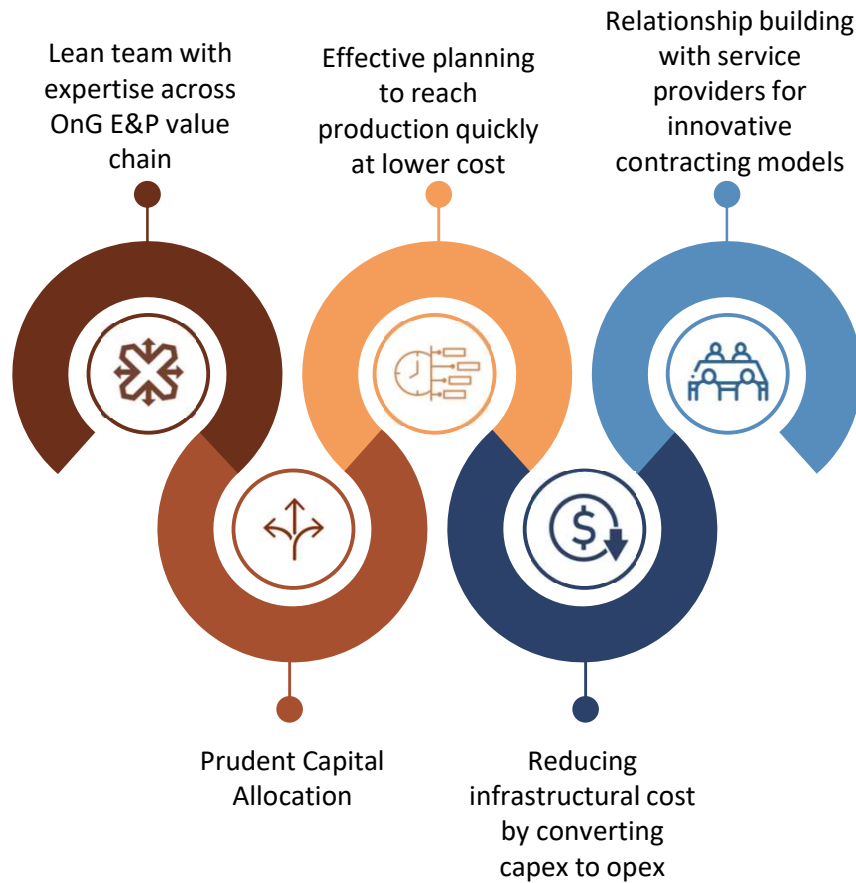 Lean team with
expertise across
OnG E&P value
chain
Effective planning
to reach
production quickly
at lower cost
Relationship building
with service
providers for
innovative
contracting models
$
Prudent Capital
Allocation
Reducing
infrastructural cost
by converting
capex to opex